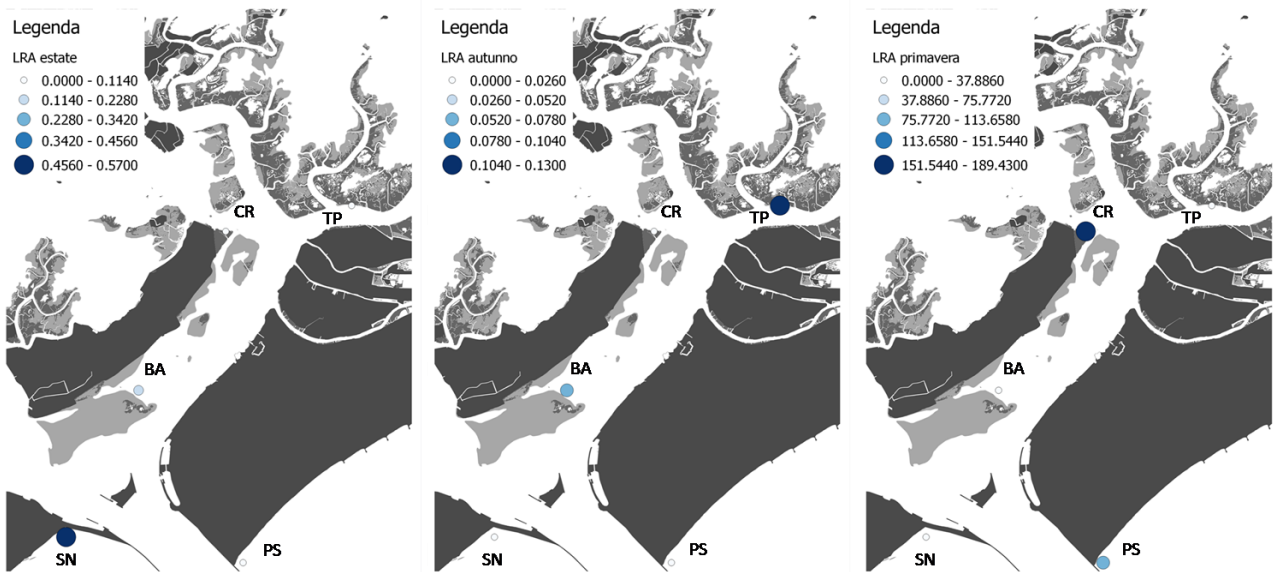 Legenda
LRA estate
0.0000 - 0.1140
0.1140 - 0.2280
0.2280 - 0.3420
0.3420 - 0.4560
0.4560 - 0.5700
CR
TP
BA
SN
PS
Legenda
LRA autunno
0.0000 - 0.0260
0.0260 - 0.0520
0.0520 - 0.0780
0.0780 - 0.1040
0.1040 - 0.1300
CR
TP
BA
SN
PS
Legenda
LRA primavera
0.0000 - 37.8860
37.8860 - 75.7720
75.7720 - 113.6580
113.6580 - 151.5440
151.5440 - 189.4300
CR
TP
BA
SN
PS